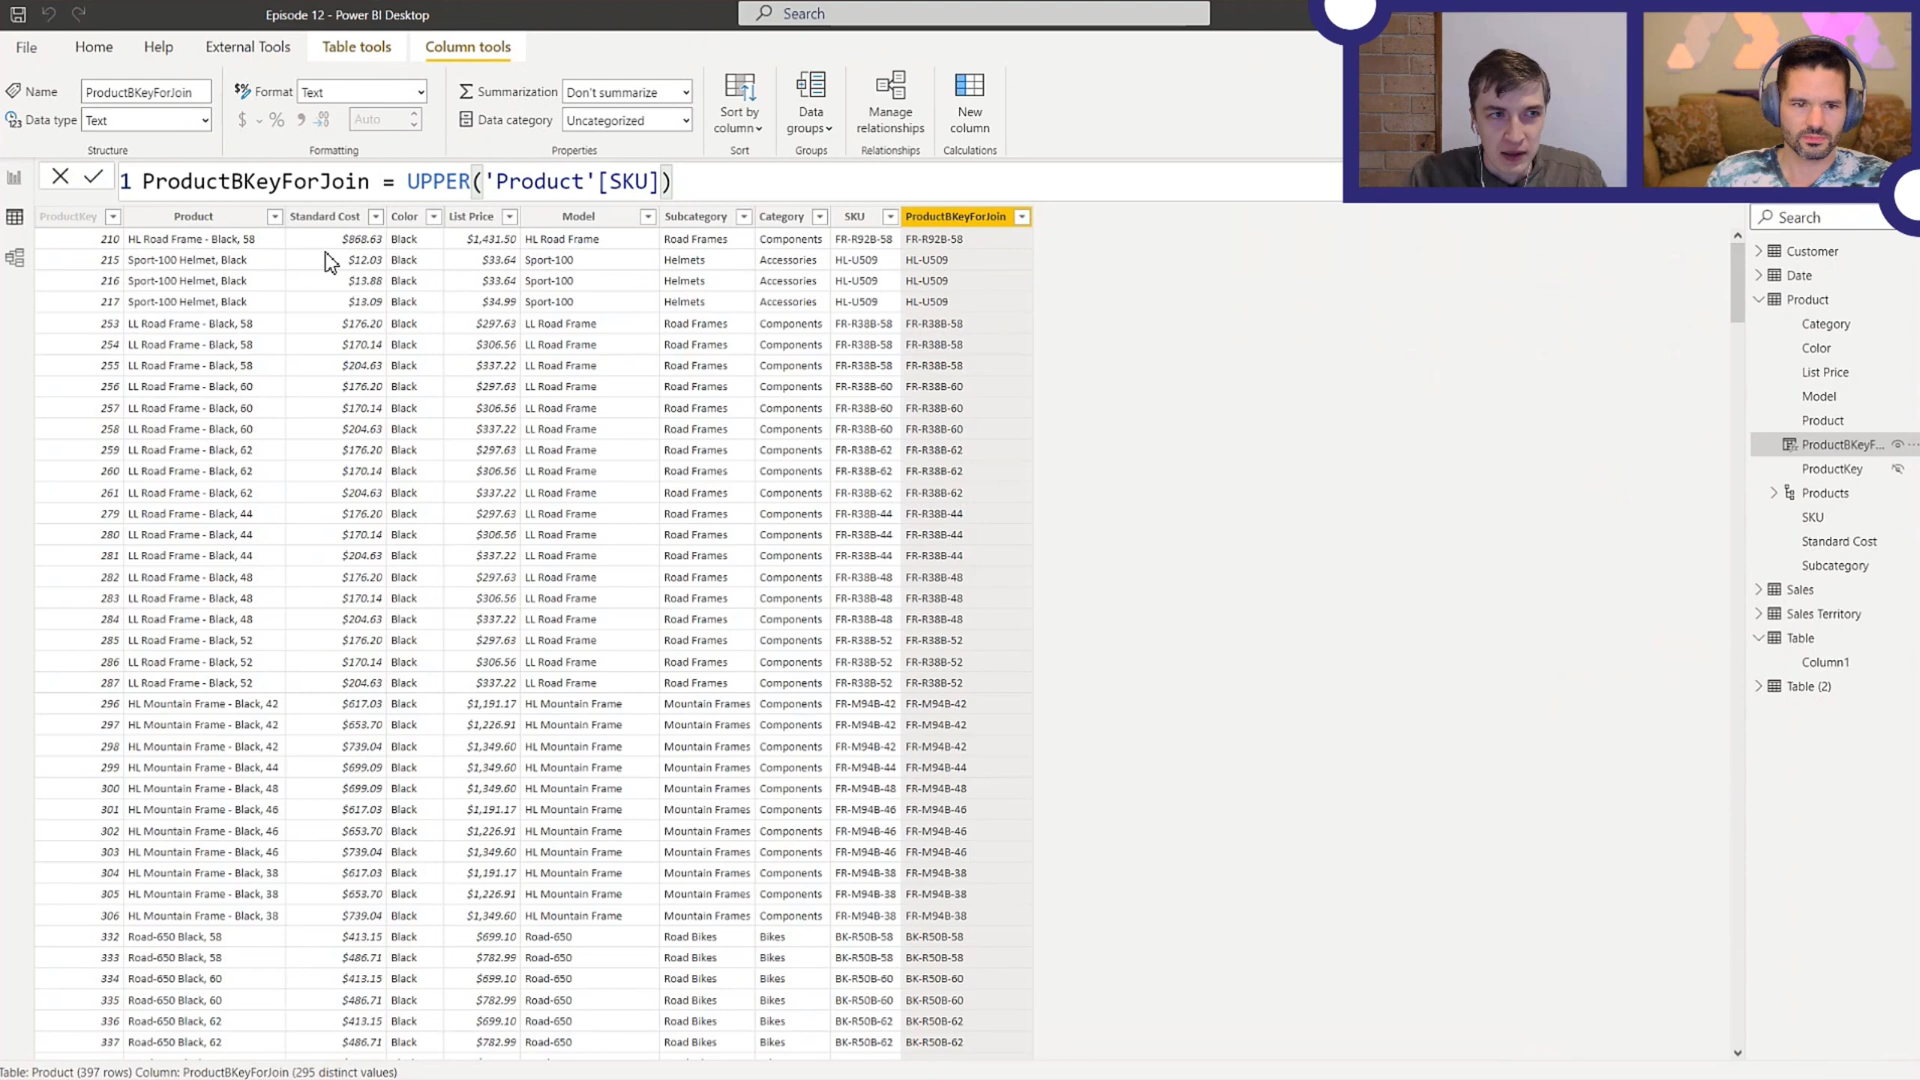 Episode 12 - Power BI Desktop
Search
File Home Help External Tools Table tools Column tools
Name ProductBKeyForJoin
Data type Text
Structure
$% Format Text
$ % 9 Auto
Formatting
Summarization Don't summarize
Data category Uncategorized
Properties
Sort by column
Sort
Data groups
Groups
Manage relationships
Relationships
New column
Calculations
1 ProductBKeyForJoin = UPPER('Product'[SKU])
ProductKey Product Standard Cost Color List Price Model Subcategory Category SKU ProductBKeyForJoin
210 HL Road Frame - Black, 58 $868.63 Black $1,431.50 HL Road Frame Road Frames Components FR-R92B-58 FR-R92B-58
215 Sport-100 Helmet, Black $12.03 Black $33.64 Sport-100 Helmets Accessories HL-U509 HL-U509
216 Sport-100 Helmet, Black $13.88 Black $33.64 Sport-100 Helmets Accessories HL-U509 HL-U509
217 Sport-100 Helmet, Black $13.09 Black $34.99 Sport-100 Helmets Accessories HL-U509 HL-U509
253 LL Road Frame - Black, 58 $176.20 Black $297.63 LL Road Frame Road Frames Components FR-R38B-58 FR-R38B-58
254 LL Road Frame - Black, 58 $170.14 Black $306.56 LL Road Frame Road Frames Components FR-R38B-58 FR-R38B-58
255 LL Road Frame - Black, 58 $204.63 Black $337.22 LL Road Frame Road Frames Components FR-R38B-58 FR-R38B-58
256 LL Road Frame - Black, 60 $176.20 Black $297.63 LL Road Frame Road Frames Components FR-R38B-60 FR-R38B-60
257 LL Road Frame - Black, 60 $170.14 Black $306.56 LL Road Frame Road Frames Components FR-R38B-60 FR-R38B-60
258 LL Road Frame - Black, 60 $204.63 Black $337.22 LL Road Frame Road Frames Components FR-R38B-60 FR-R38B-60
259 LL Road Frame - Black, 62 $176.20 Black $297.63 LL Road Frame Road Frames Components FR-R38B-62 FR-R38B-62
260 LL Road Frame - Black, 62 $170.14 Black $306.56 LL Road Frame Road Frames Components FR-R38B-62 FR-R38B-62
261 LL Road Frame - Black, 62 $204.63 Black $337.22 LL Road Frame Road Frames Components FR-R38B-62 FR-R38B-62
279 LL Road Frame - Black, 44 $176.20 Black $297.63 LL Road Frame Road Frames Components FR-R38B-44 FR-R38B-44
280 LL Road Frame - Black, 44 $170.14 Black $306.56 LL Road Frame Road Frames Components FR-R38B-44 FR-R38B-44
281 LL Road Frame - Black, 44 $204.63 Black $337.22 LL Road Frame Road Frames Components FR-R38B-44 FR-R38B-44
282 LL Road Frame - Black, 48 $176.20 Black $297.63 LL Road Frame Road Frames Components FR-R38B-48 FR-R38B-48
283 LL Road Frame - Black, 48 $170.14 Black $306.56 LL Road Frame Road Frames Components FR-R38B-48 FR-R38B-48
284 LL Road Frame - Black, 48 $204.63 Black $337.22 LL Road Frame Road Frames Components FR-R38B-48 FR-R38B-48
285 LL Road Frame - Black, 52 $176.20 Black $297.63 LL Road Frame Road Frames Components FR-R38B-52 FR-R38B-52
286 LL Road Frame - Black, 52 $170.14 Black $306.56 LL Road Frame Road Frames Components FR-R38B-52 FR-R38B-52
287 LL Road Frame - Black, 52 $204.63 Black $337.22 LL Road Frame Road Frames Components FR-R38B-52 FR-R38B-52
296 HL Mountain Frame - Black, 42 $617.03 Black $1,191.17 HL Mountain Frame Mountain Frames Components FR-M94B-42 FR-M94B-42
297 HL Mountain Frame - Black, 42 $653.70 Black $1,226.91 HL Mountain Frame Mountain Frames Components FR-M94B-42 FR-M94B-42
298 HL Mountain Frame - Black, 42 $739.04 Black $1,349.60 HL Mountain Frame Mountain Frames Components FR-M94B-42 FR-M94B-42
299 HL Mountain Frame - Black, 44 $699.09 Black $1,349.60 HL Mountain Frame Mountain Frames Components FR-M94B-44 FR-M94B-44
300 HL Mountain Frame - Black, 48 $699.09 Black $1,349.60 HL Mountain Frame Mountain Frames Components FR-M94B-48 FR-M94B-48
301 HL Mountain Frame - Black, 46 $617.03 Black $1,191.17 HL Mountain Frame Mountain Frames Components FR-M94B-46 FR-M94B-46
302 HL Mountain Frame - Black, 46 $653.70 Black $1,226.91 HL Mountain Frame Mountain Frames Components FR-M94B-46 FR-M94B-46
303 HL Mountain Frame - Black, 46 $739.04 Black $1,349.60 HL Mountain Frame Mountain Frames Components FR-M94B-46 FR-M94B-46
304 HL Mountain Frame - Black, 38 $617.03 Black $1,191.17 HL Mountain Frame Mountain Frames Components FR-M94B-38 FR-M94B-38
305 HL Mountain Frame - Black, 38 $653.70 Black $1,226.91 HL Mountain Frame Mountain Frames Components FR-M94B-38 FR-M94B-38
306 HL Mountain Frame - Black, 38 $739.04 Black $1,349.60 HL Mountain Frame Mountain Frames Components FR-M94B-38 FR-M94B-38
332 Road-650 Black, 58 $413.15 Black $699.10 Road-650 Road Bikes Bikes BK-R50B-58 BK-R50B-58
333 Road-650 Black, 58 $486.71 Black $782.99 Road-650 Road Bikes Bikes BK-R50B-58 BK-R50B-58
334 Road-650 Black, 60 $413.15 Black $699.10 Road-650 Road Bikes Bikes BK-R50B-60 BK-R50B-60
335 Road-650 Black, 60 $486.71 Black $782.99 Road-650 Road Bikes Bikes BK-R50B-60 BK-R50B-60
336 Road-650 Black, 62 $413.15 Black $699.10 Road-650 Road Bikes Bikes BK-R50B-62 BK-R50B-62
337 Road-650 Black, 62 $486.71 Black $782.99 Road-650 Road Bikes Bikes BK-R50B-62 BK-R50B-62
Search
Customer
Date
Product
Category
Color
List Price
Model
Product
ProductBKeyF...
ProductKey
Products
SKU
Standard Cost
Subcategory
Sales
Sales Territory
Table
Column1
Table (2)
Table: Product (397 rows) Column: ProductBKeyForJoin (295 distinct values)